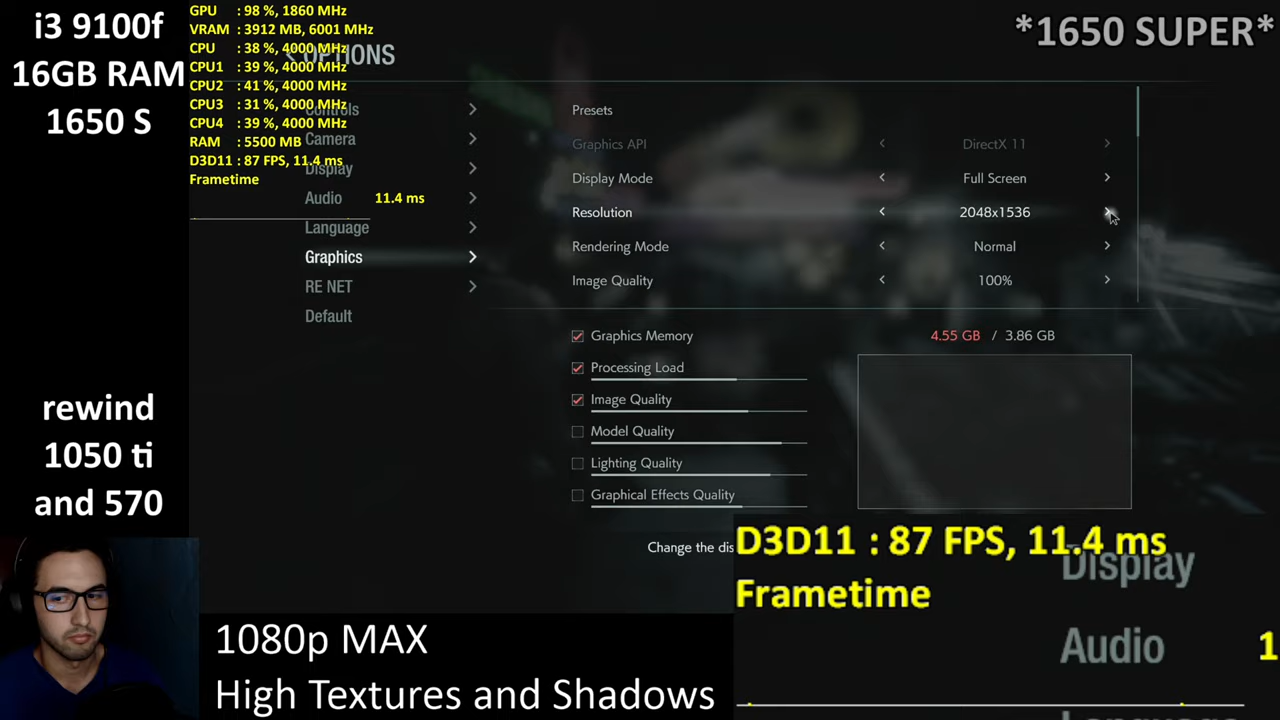 i3 9100f
16GB RAM
1650 S
GPU : 98 %, 1860 MHz
VRAM : 3912 MB, 6001 MHz
CPU : 38 %, 4000 MHz
CPU1 : 39 %, 4000 MHz
CPU2 : 41 %, 4000 MHz
CPU3 : 31 %, 4000 MHz
CPU4 : 39 %, 4000 MHz
RAM : 5500 MB
D3D11 : 87 FPS, 11.4 ms
Frametime
11.4 ms
*1650 SUPER*
OPTIONS
Controls
Camera
Display
Audio
Language
Graphics
RE NET
Default
Presets
Graphics API DirectX 11
Display Mode Full Screen
Resolution 2048x1536
Rendering Mode Normal
Image Quality 100%
Graphics Memory 4.55 GB / 3.86 GB
Processing Load
Image Quality
Model Quality
Lighting Quality
Graphical Effects Quality
Change the dis
rewind
1050 ti
and 570
D3D11 : 87 FPS, 11.4 ms
Frametime
Display
Audio 1
1080p MAX
High Textures and Shadows